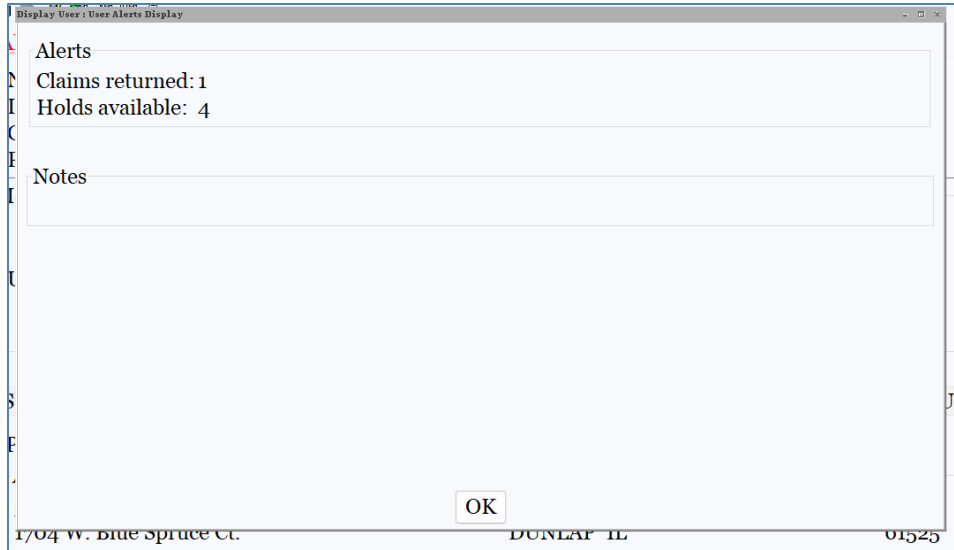 Display User : User Alerts Display
Alerts
Claims returned: 1
Holds available: 4
Notes
OK
1704 W. Blue Spruce Ct. DUNLAP IL 61525